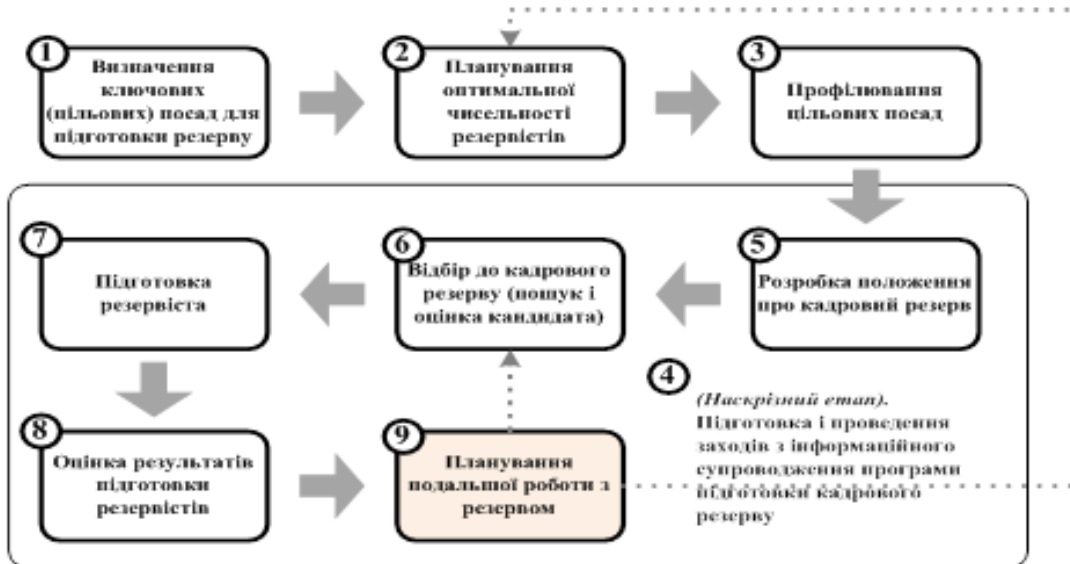 1
Визначення
ключових
(цільових) посад для
підготовки резерву
2
Планування
оптимальної
чисельності
резервістів
3
Профілювання
цільових посад
7
Підготовка
резервіста
6
Відбір до кадрового
резерву (пошук і
оцінка кандидата)
5
Розробка положення
про кадровий резерв
4
(Наскрізний етап).
Підготовка і проведення
заходів з інформаційного
супроводження програми
підготовки кадрового
резерву
8
Оцінка результатів
підготовки
резервістів
9
Планування
подальшої роботи з
резервом